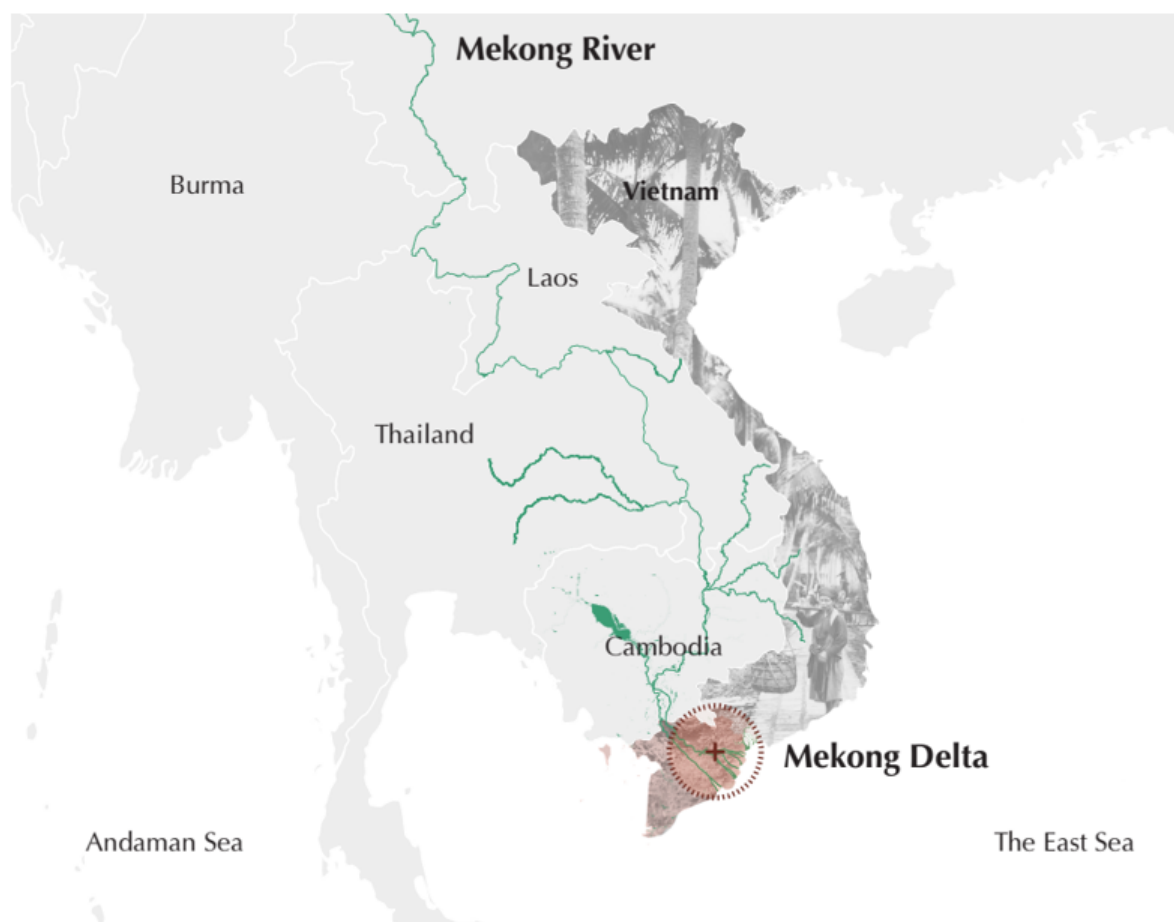 Mekong River
Burma
Vietnam
Laos
Thailand
Cambodia
Mekong Delta
Andaman Sea
The East Sea